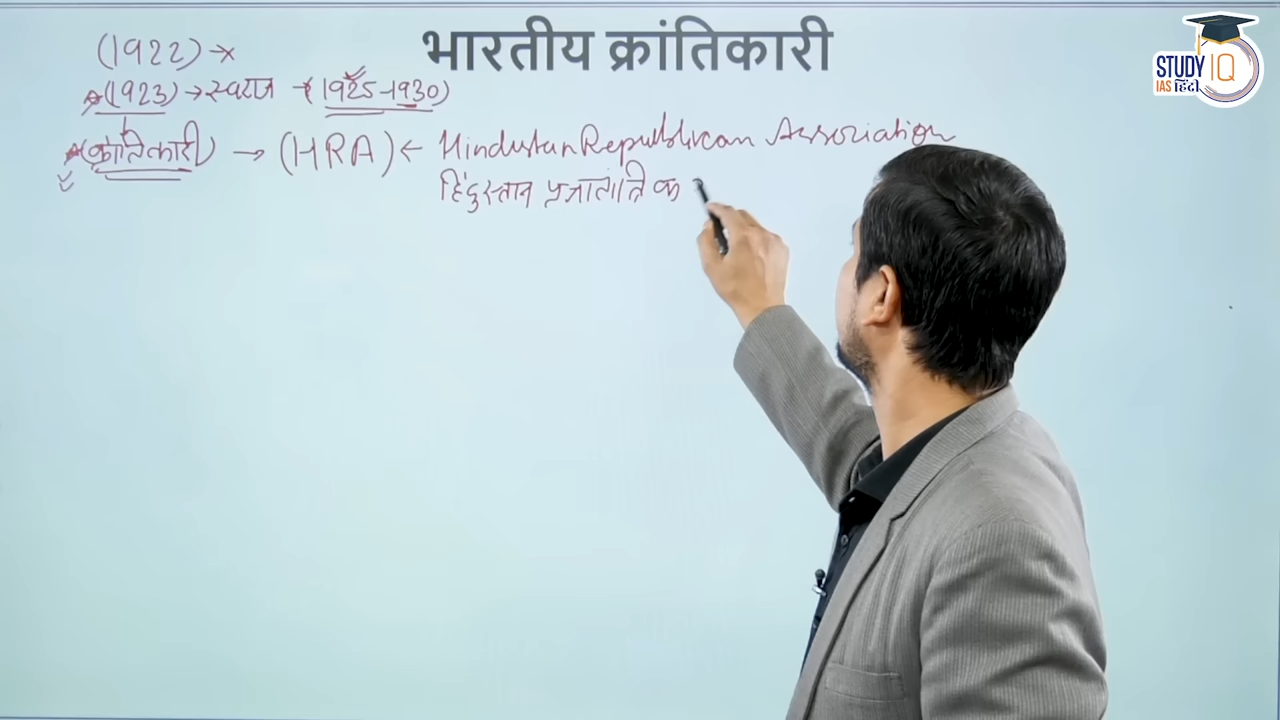 भारतीय क्रांतिकारी
STUDY IQ
IAS हिंदी
(1922) → ×
(1923) → स्वराज → (1925-1930)
(क्रांतिकारी) → (HRA) ← Hindustan Republican Association
हिंदुस्तान प्रजातांत्रिक